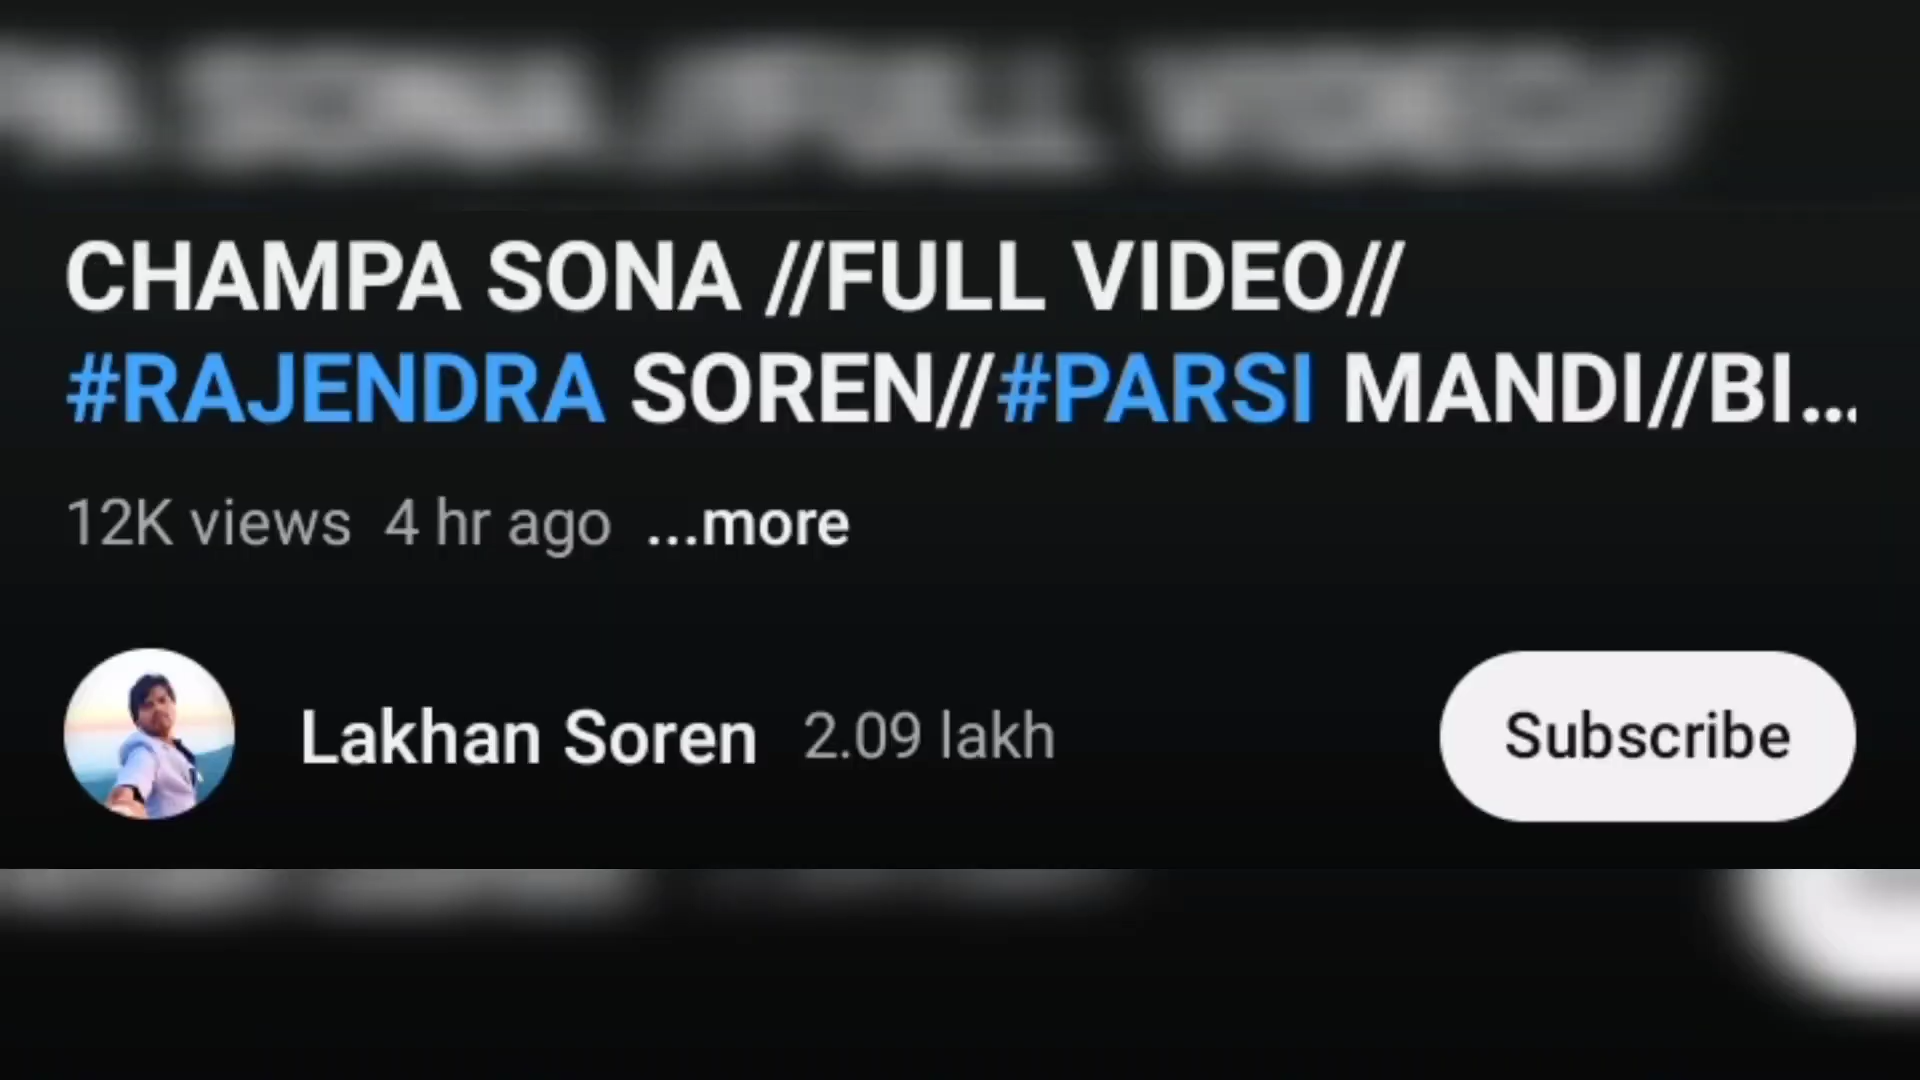 CHAMPA SONA //FULL VIDEO//
#RAJENDRA SOREN//#PARSI MANDI//BI...
12K views 4 hr ago ...more
Lakhan Soren 2.09 lakh
Subscribe